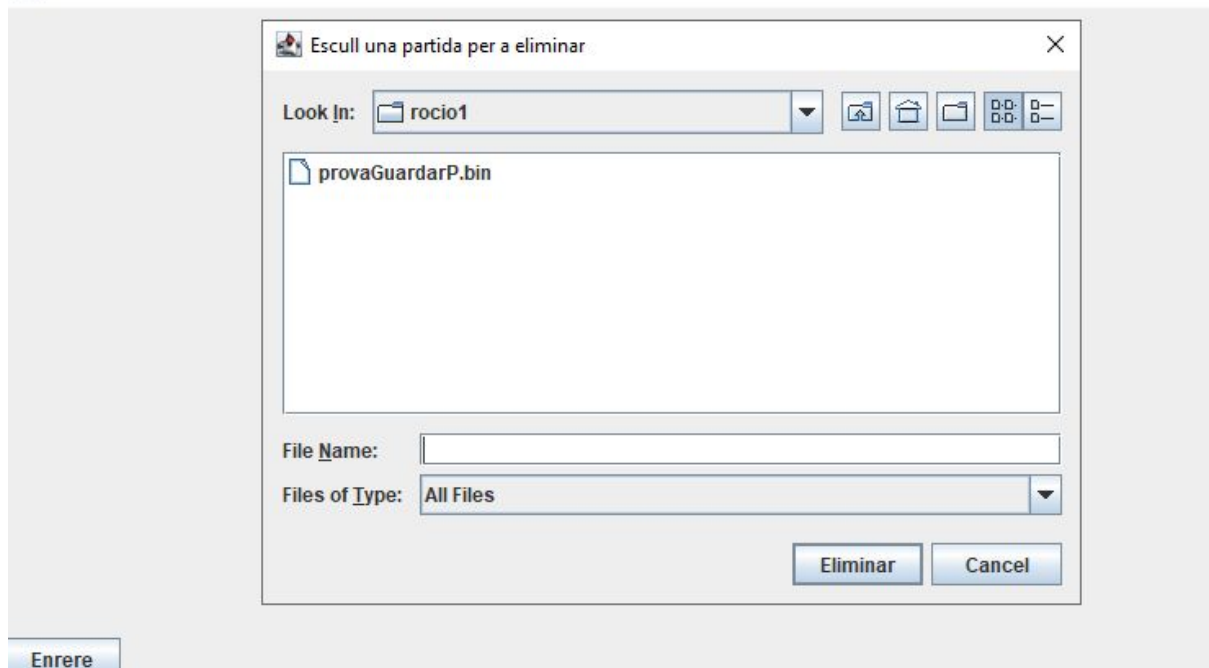 Escull una partida per a eliminar
Look In: rocio1
provaGuardarP.bin
File Name:
Files of Type: All Files
Eliminar Cancel
Enrere